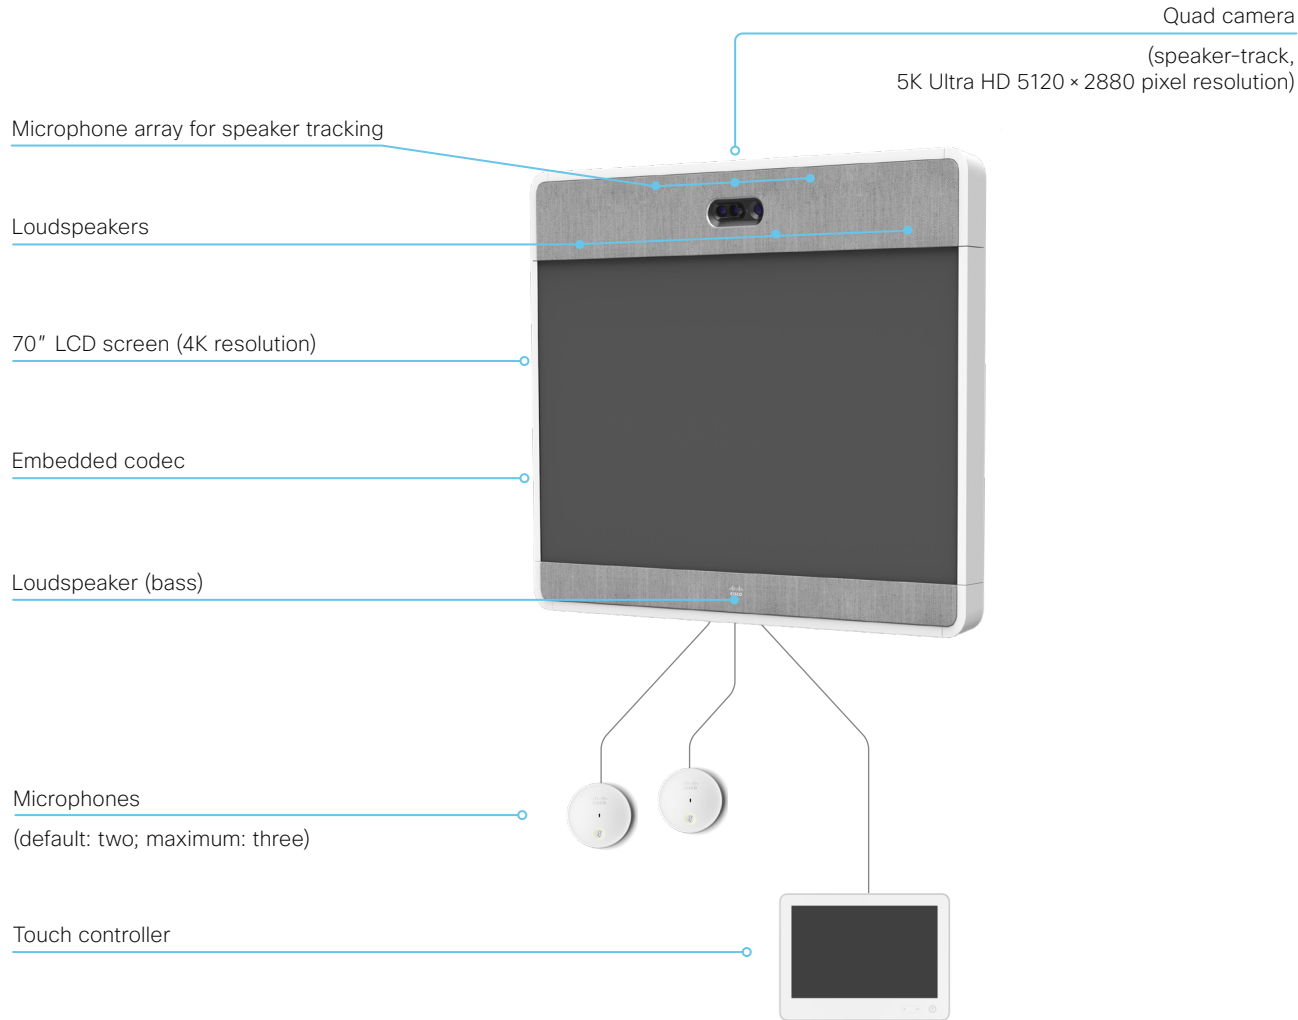 Quad camera
(speaker-track,
5K Ultra HD 5120 × 2880 pixel resolution)
Microphone array for speaker tracking
Loudspeakers
70" LCD screen (4K resolution)
Embedded codec
Loudspeaker (bass)
CISCO
Microphones
(default: two; maximum: three)
Touch controller